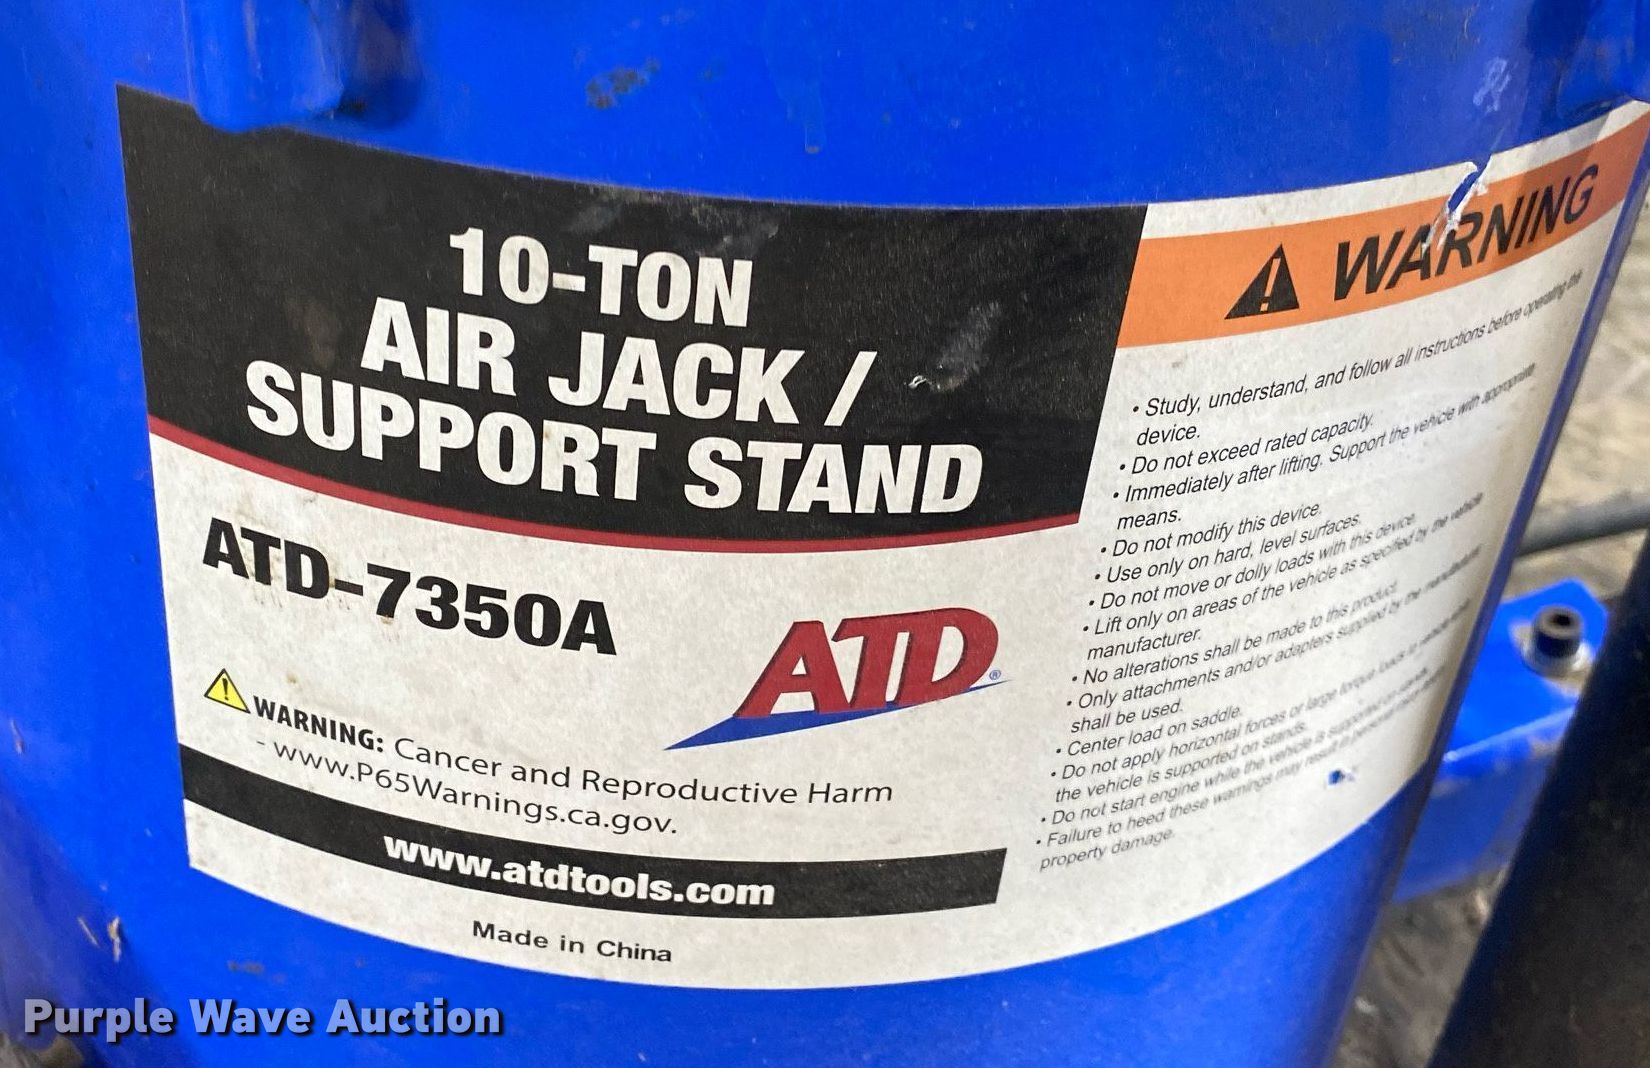 10-TON
AIR JACK /
SUPPORT STAND
ATD-7350A
ATD®
WARNING: Cancer and Reproductive Harm
- www.P65Warnings.ca.gov.
www.atdtools.com
Made in China
WARNING
• Study, understand, and follow all instructions before operating this
device.
• Do not exceed rated capacity.
• Immediately after lifting. Support the vehicle with appropriate
means.
• Do not modify this device.
• Use only on hard, level surfaces.
• Do not move or dolly loads with this device.
• Lift only on areas of the vehicle as specified by the vehicle
manufacturer.
• No alterations shall be made to this product.
• Only attachments and/or adapters supplied by the manufacturer
shall be used.
• Center load on saddle.
• Do not apply horizontal forces or large torque loads to vehicle
the vehicle is supported on stands.
• Do not start engine while the vehicle is supported on stands.
• Failure to heed these warnings may result in personal
property damage.
Purple Wave Auction